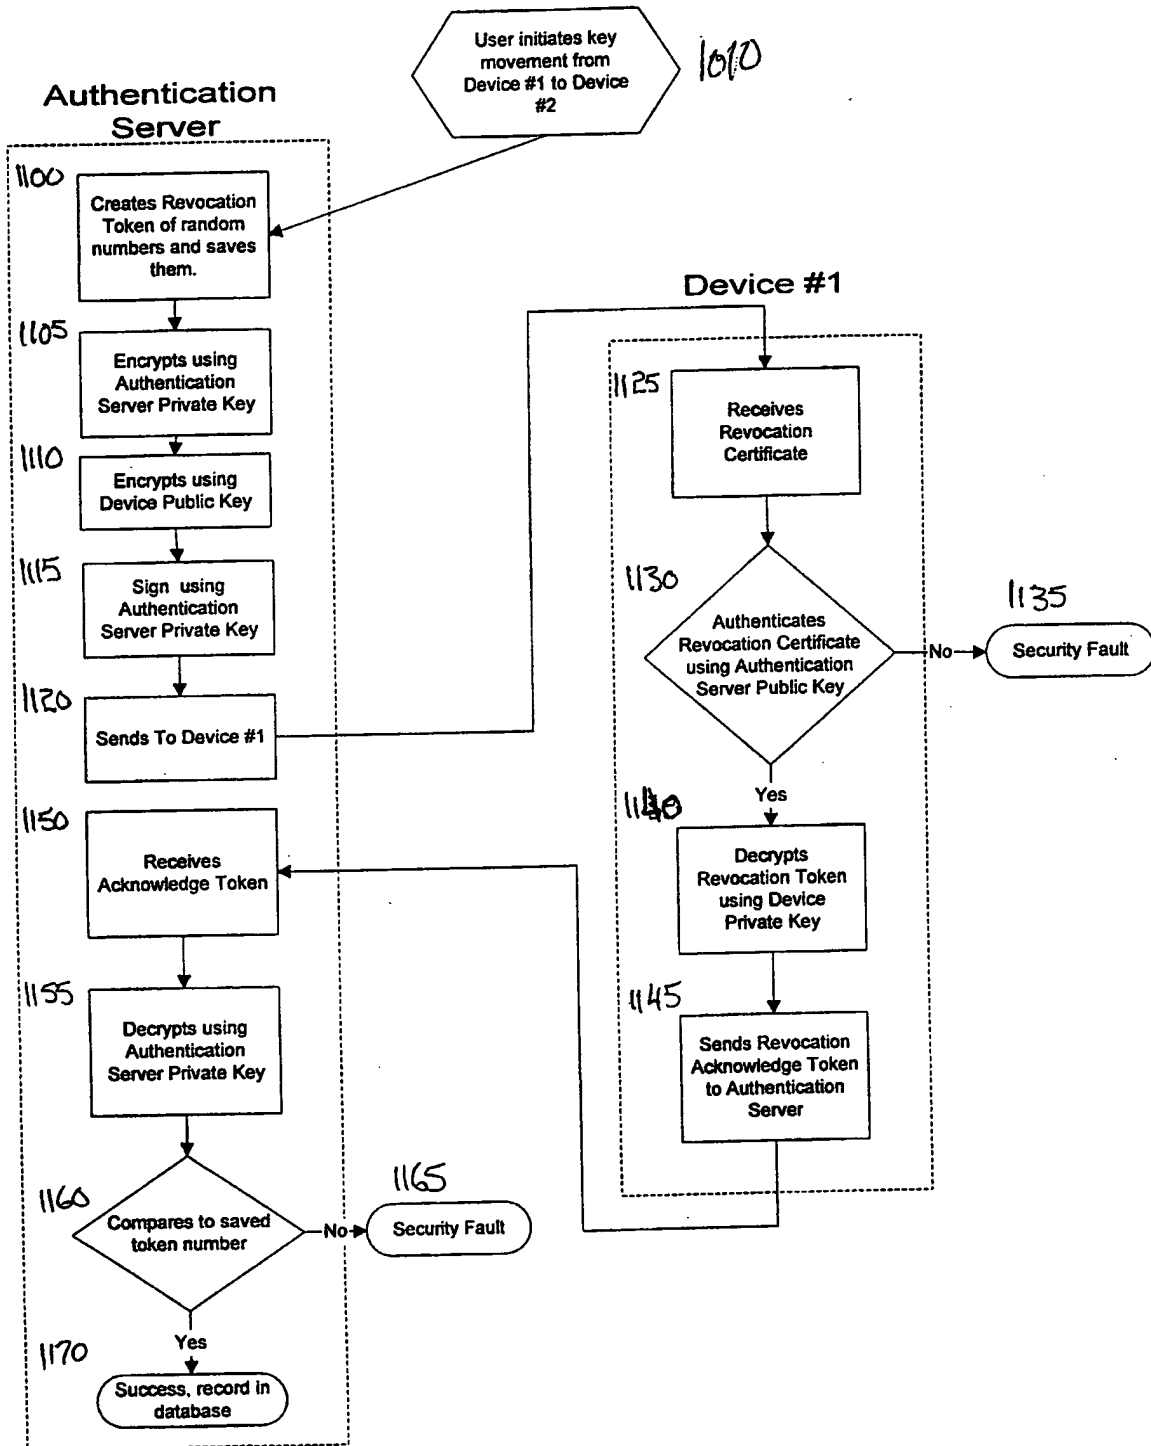 User initiates key
movement from
Device #1 to Device
#2
1010
Authentication
Server
1100
Creates Revocation
Token of random
numbers and saves
them.
1105
Encrypts using
Authentication
Server Private Key
1110
Encrypts using
Device Public Key
1115
Sign using
Authentication
Server Private Key
1120
Sends To Device #1
Device #1
1125
Receives
Revocation
Certificate
1130
Authenticates
Revocation Certificate
using Authentication
Server Public Key
No
1135
Security Fault
Yes
1140
Decrypts
Revocation Token
using Device
Private Key
1145
Sends Revocation
Acknowledge Token
to Authentication
Server
1150
Receives
Acknowledge Token
1155
Decrypts using
Authentication
Server Private Key
1160
Compares to saved
token number
No
1165
Security Fault
Yes
1170
Success, record in
database